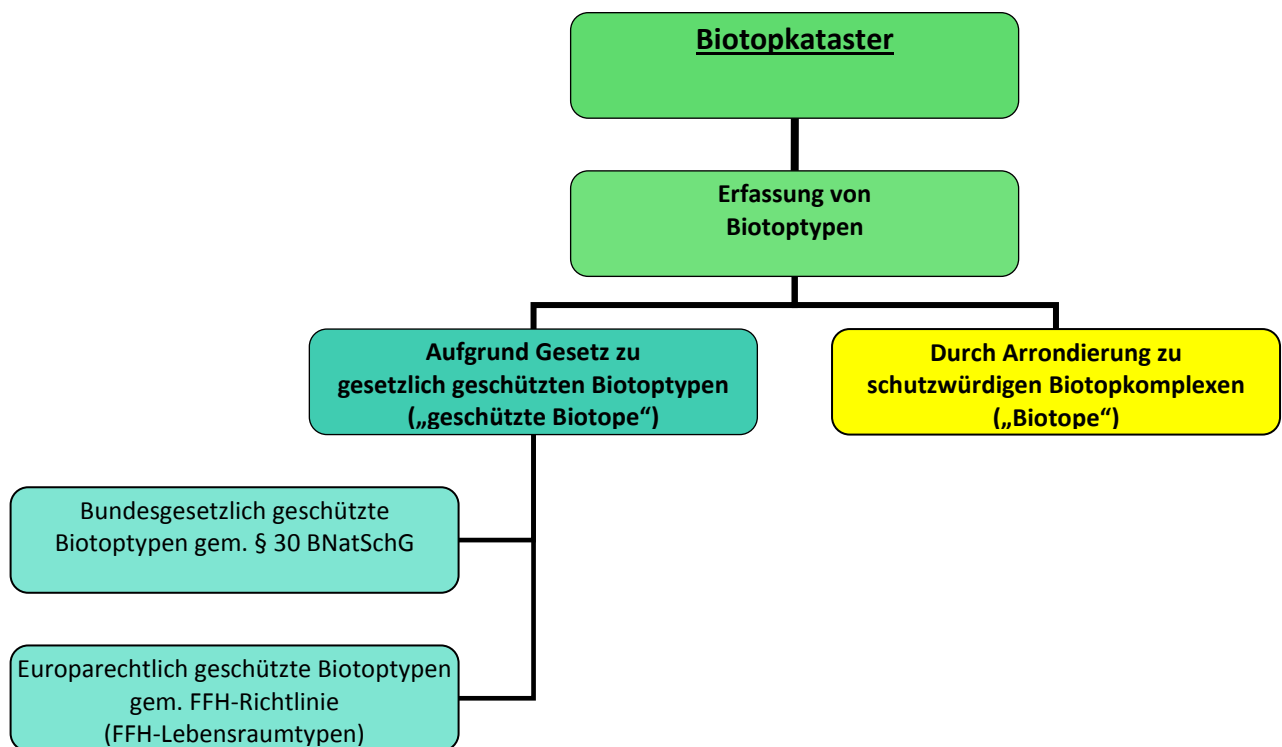 Biotopkataster
Erfassung von
Biotoptypen
Aufgrund Gesetz zu
gesetzlich geschützten Biotoptypen
(„geschützte Biotope“)
Durch Arrondierung zu
schutzwürdigen Biotopkomplexen
(„Biotope“)
Bundesgesetzlich geschützte
Biotoptypen gem. § 30 BNatSchG
Europarechtlich geschützte Biotoptypen
gem. FFH-Richtlinie
(FFH-Lebensraumtypen)